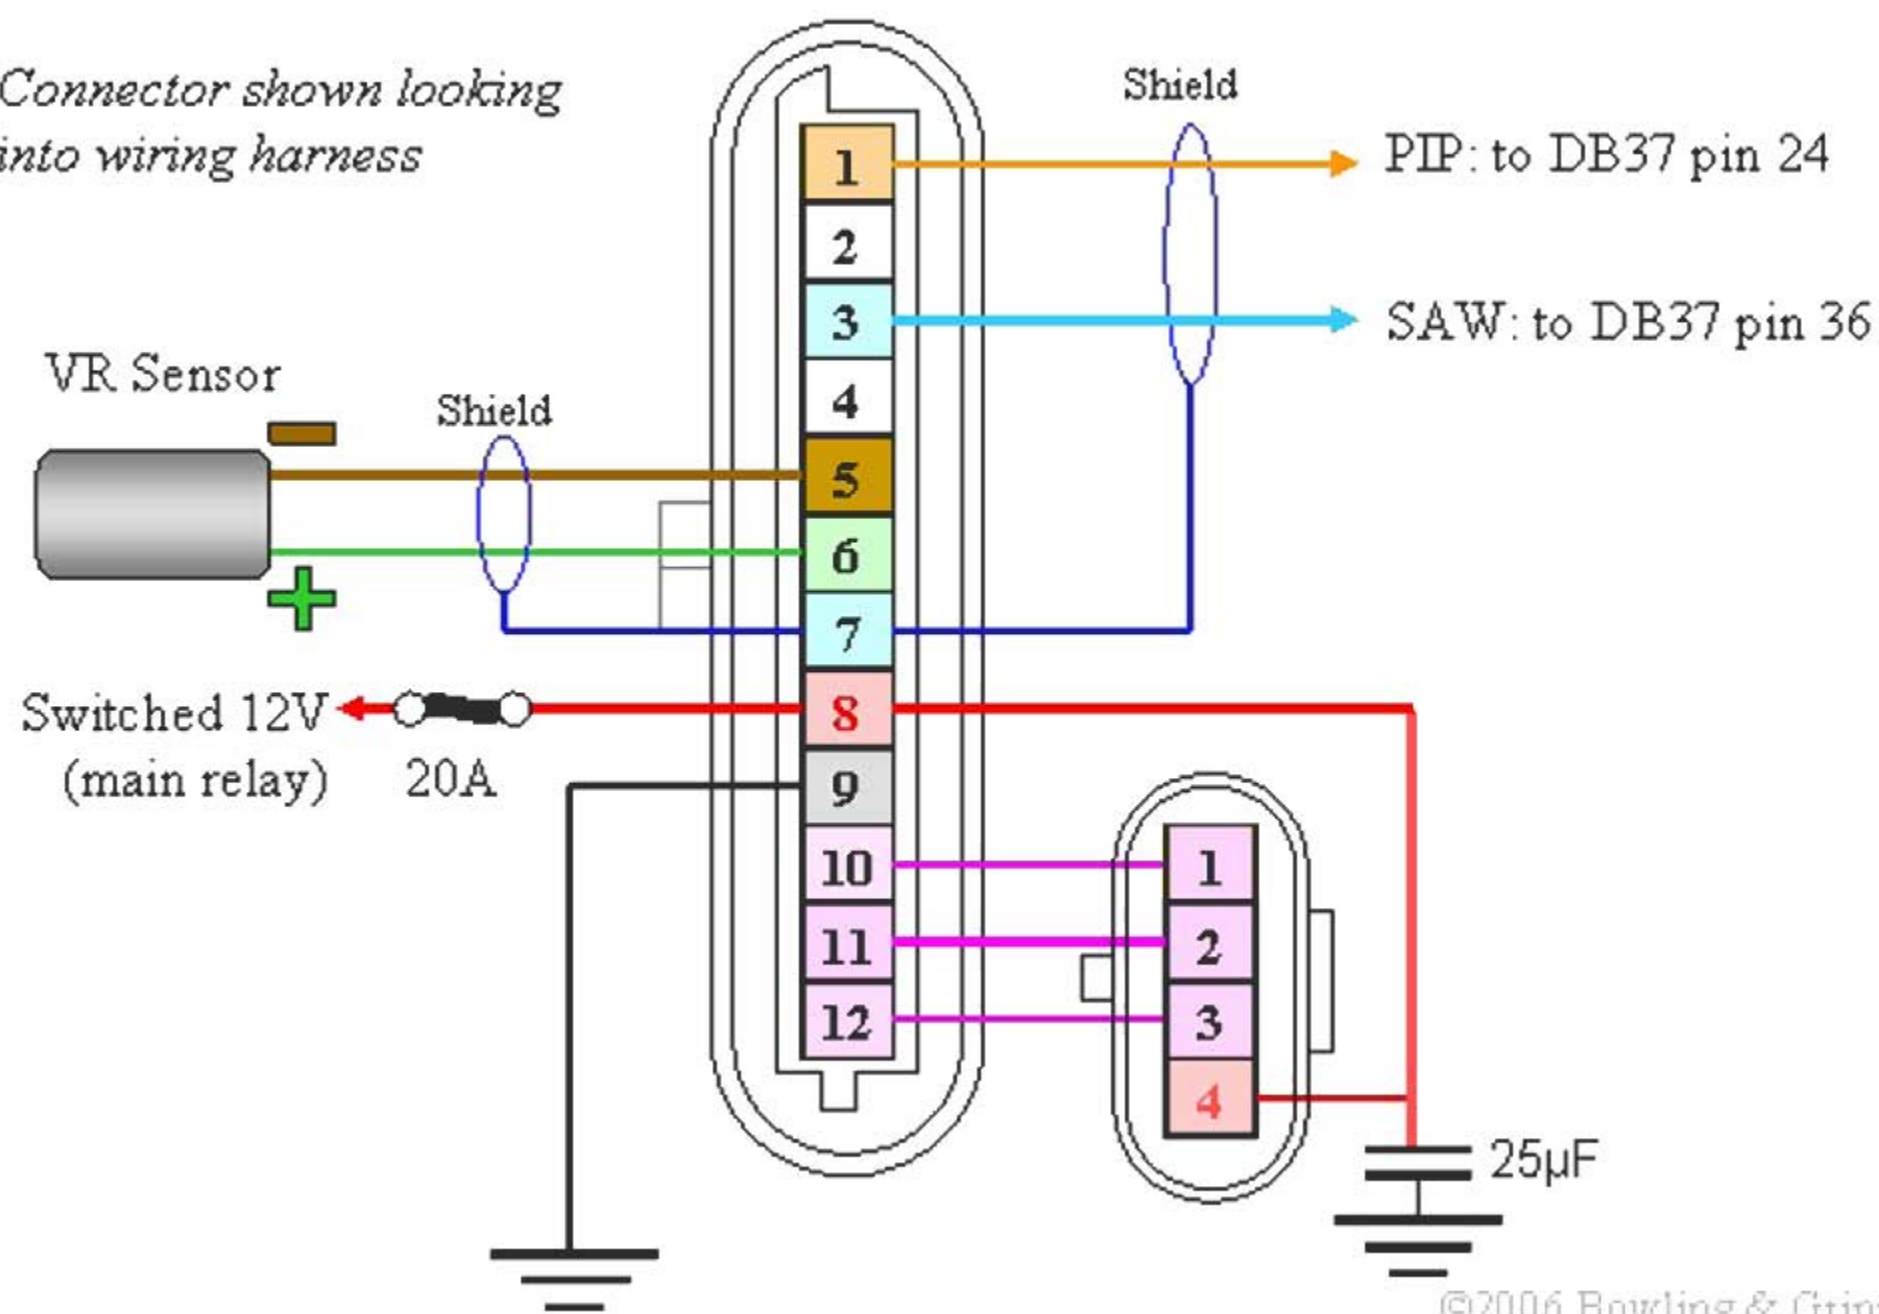 Connector shown looking
into wiring harness
Shield
PIP: to DB37 pin 24
SAW: to DB37 pin 36
VR Sensor
Shield
Switched 12V
(main relay)
20A
1
2
3
4
5
6
7
8
9
10
11
12
1
2
3
4
25µF
©2006 Bowling &